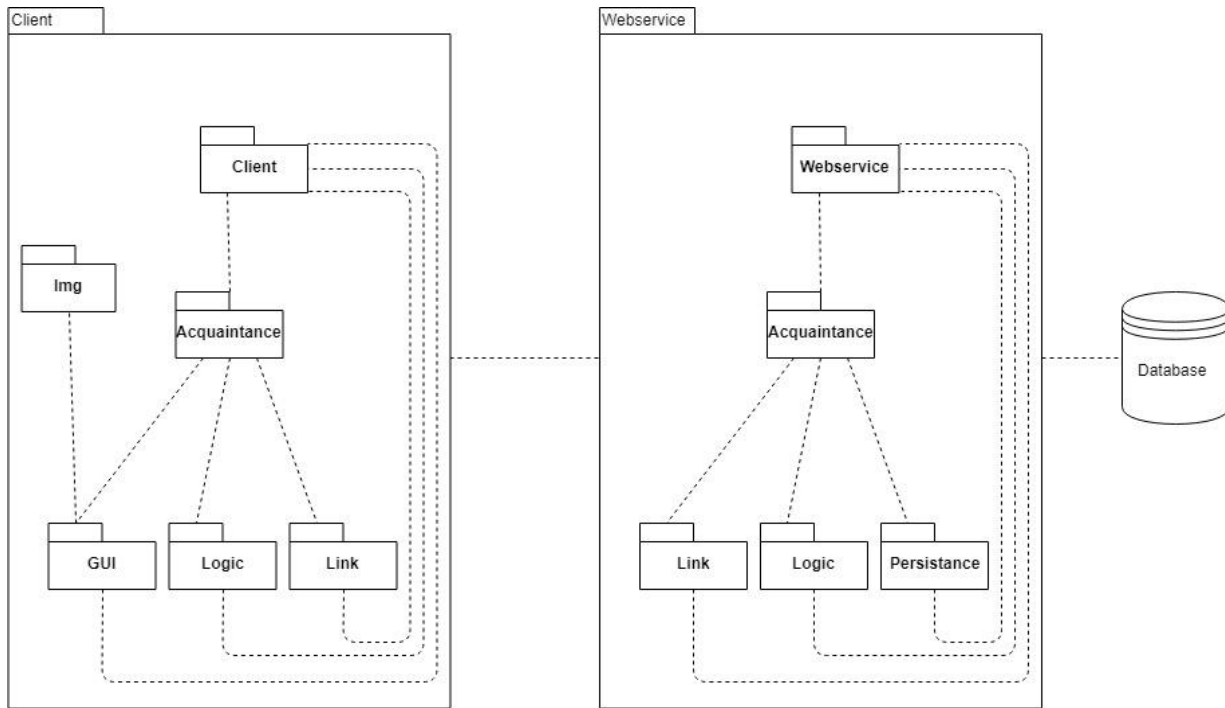 Client
Webservice
Client
Webservice
Img
Acquaintance
Acquaintance
Database
GUI
Logic
Link
Link
Logic
Persistance